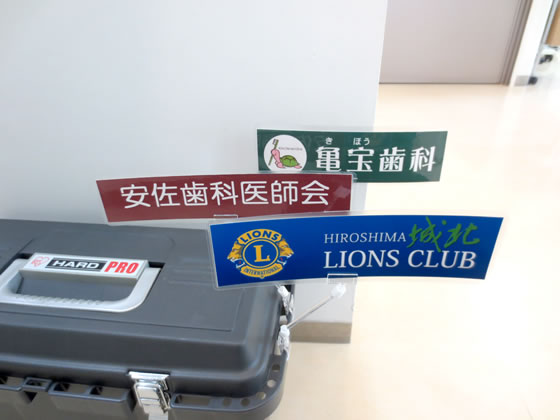 きほう
亀宝歯科
安佐歯科医師会
LIONS
L
INTERNATIONAL
HIROSHIMA 城北
LIONS CLUB
HARD PRO